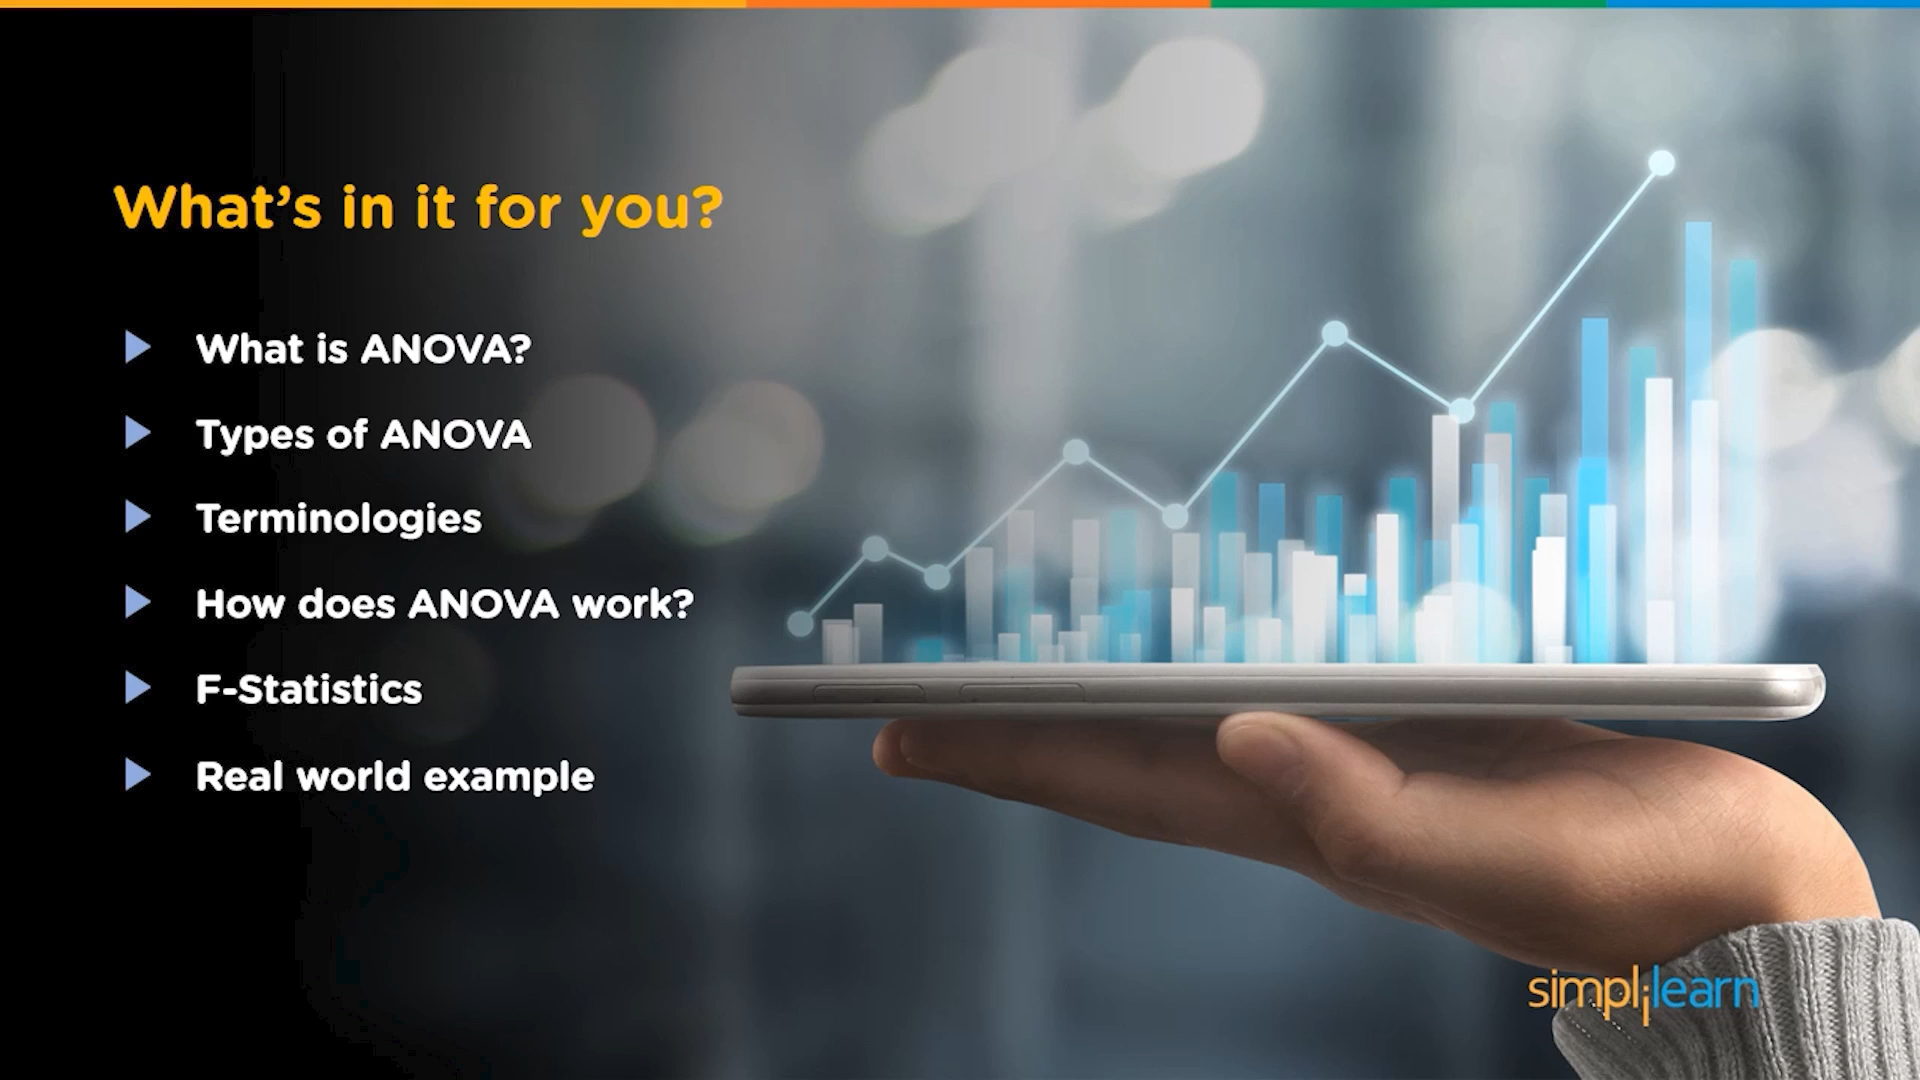 What's in it for you?
What is ANOVA?
Types of ANOVA
Terminologies
How does ANOVA work?
F-Statistics
Real world example
simplilearn